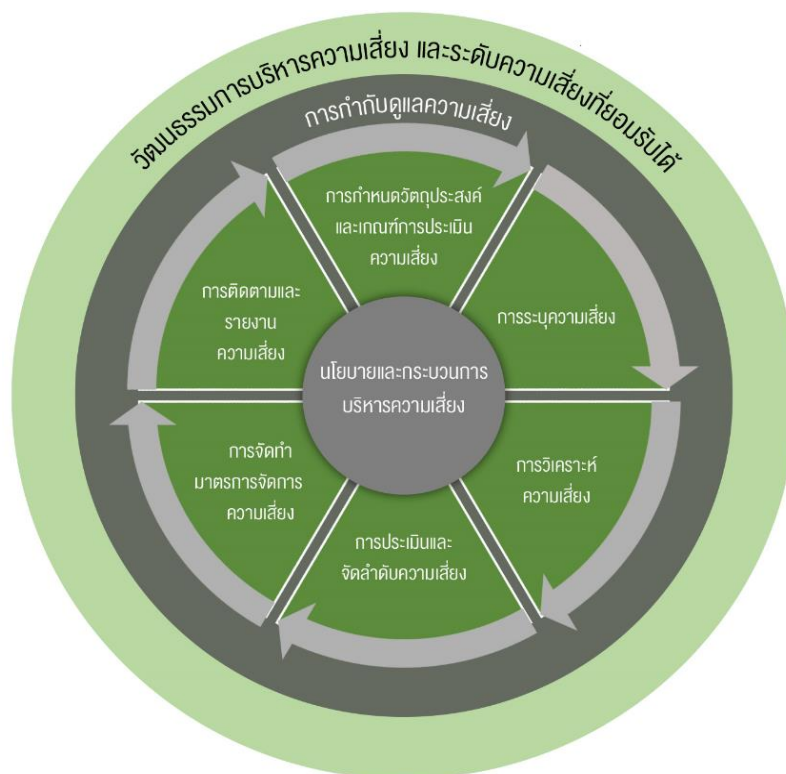 วัฒนธรรมการบริหารความเสี่ยง และระดับความเสี่ยงที่ยอมรับได้
การกำกับดูแลความเสี่ยง
การกำหนดวัตถุประสงค์
และเกณฑ์การประเมิน
ความเสี่ยง
การระบุความเสี่ยง
การวิเคราะห์
ความเสี่ยง
การประเมินและ
จัดลำดับความเสี่ยง
การจัดทำ
มาตรการจัดการ
ความเสี่ยง
การติดตามและ
รายงาน
ความเสี่ยง
นโยบายและกระบวนการ
บริหารความเสี่ยง